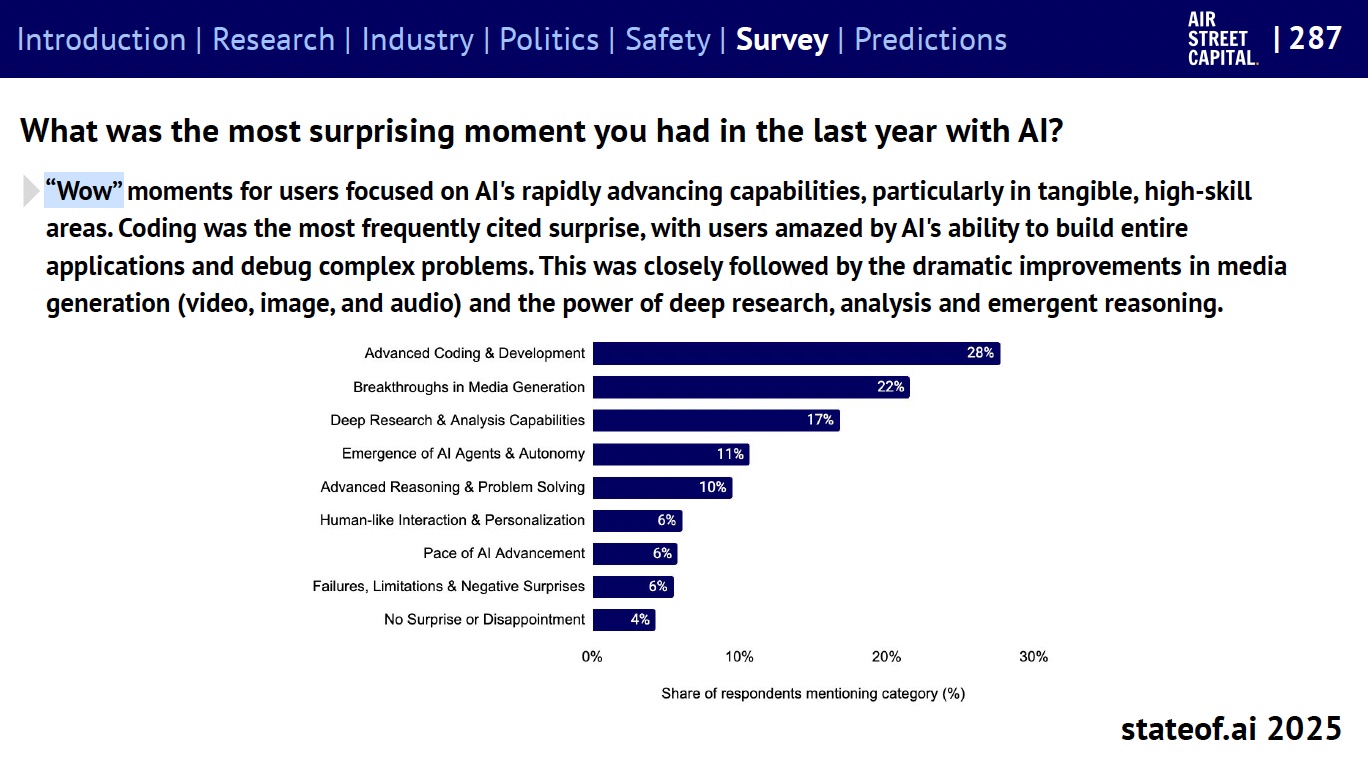 Introduction | Research | Industry | Politics | Safety | Survey | Predictions
AIR
STREET
CAPITAL.
| 287
What was the most surprising moment you had in the last year with AI?
“Wow” moments for users focused on AI's rapidly advancing capabilities, particularly in tangible, high-skill
areas. Coding was the most frequently cited surprise, with users amazed by AI's ability to build entire
applications and debug complex problems. This was closely followed by the dramatic improvements in media
generation (video, image, and audio) and the power of deep research, analysis and emergent reasoning.
Advanced Coding & Development 28%
Breakthroughs in Media Generation 22%
Deep Research & Analysis Capabilities 17%
Emergence of AI Agents & Autonomy 11%
Advanced Reasoning & Problem Solving 10%
Human-like Interaction & Personalization 6%
Pace of AI Advancement 6%
Failures, Limitations & Negative Surprises 6%
No Surprise or Disappointment 4%
0% 10% 20% 30%
Share of respondents mentioning category (%)
stateof.ai 2025